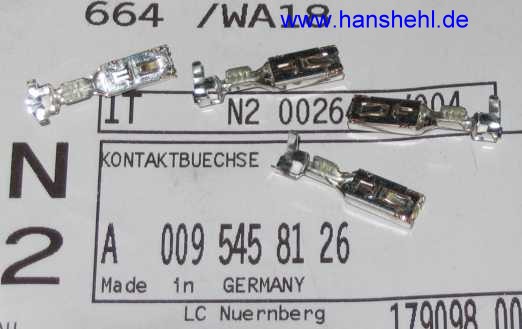 664 /WA18
www.hanshehl.de
IT N2 0026
N
2
KONTAKTBUECHSE
A 009 545 81 26
Made in GERMANY
LC Nuernberg
179098 00